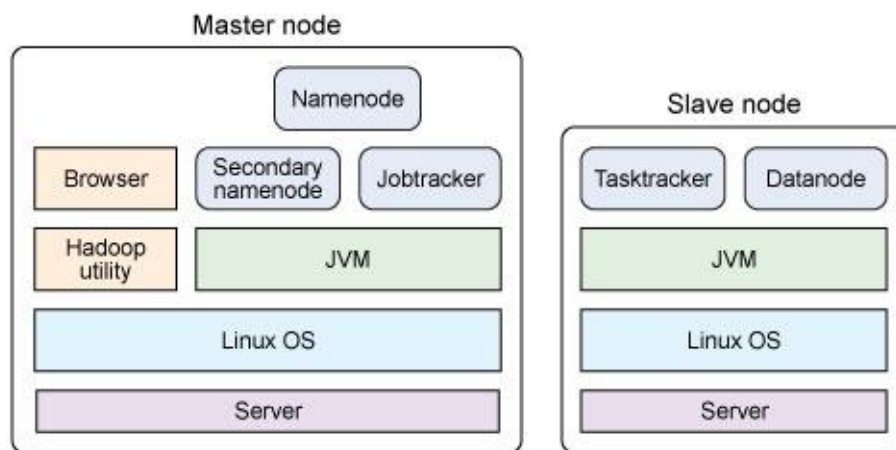 Master node
Namenode
Browser
Secondary
namenode
Jobtracker
Hadoop
utility
JVM
Linux OS
Server
Slave node
Tasktracker
Datanode
JVM
Linux OS
Server